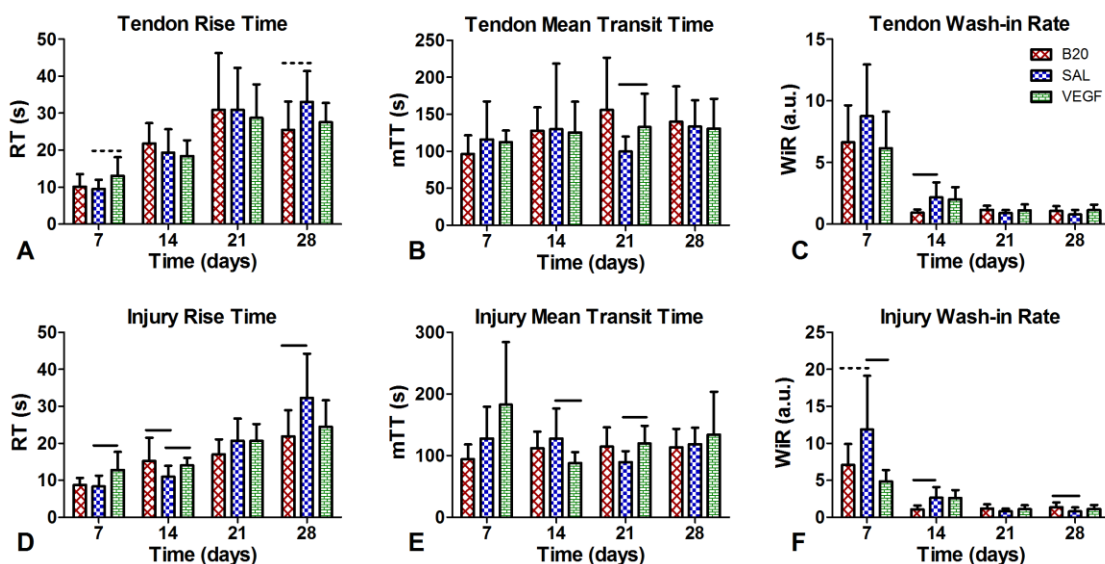 Tendon Rise Time
RT (s)
50
40
30
20
10
0
7 14 21 28
Time (days)
A
Tendon Mean Transit Time
mTT (s)
250
200
150
100
50
0
7 14 21 28
Time (days)
B
Tendon Wash-in Rate
WiR (a.u.)
15
10
5
0
7 14 21 28
Time (days)
C
B20
SAL
VEGF
Injury Rise Time
RT (s)
50
40
30
20
10
0
7 14 21 28
Time (days)
D
Injury Mean Transit Time
mTT (s)
300
200
100
0
7 14 21 28
Time (days)
E
Injury Wash-in Rate
WiR (a.u.)
25
20
15
10
5
0
7 14 21 28
Time (days)
F